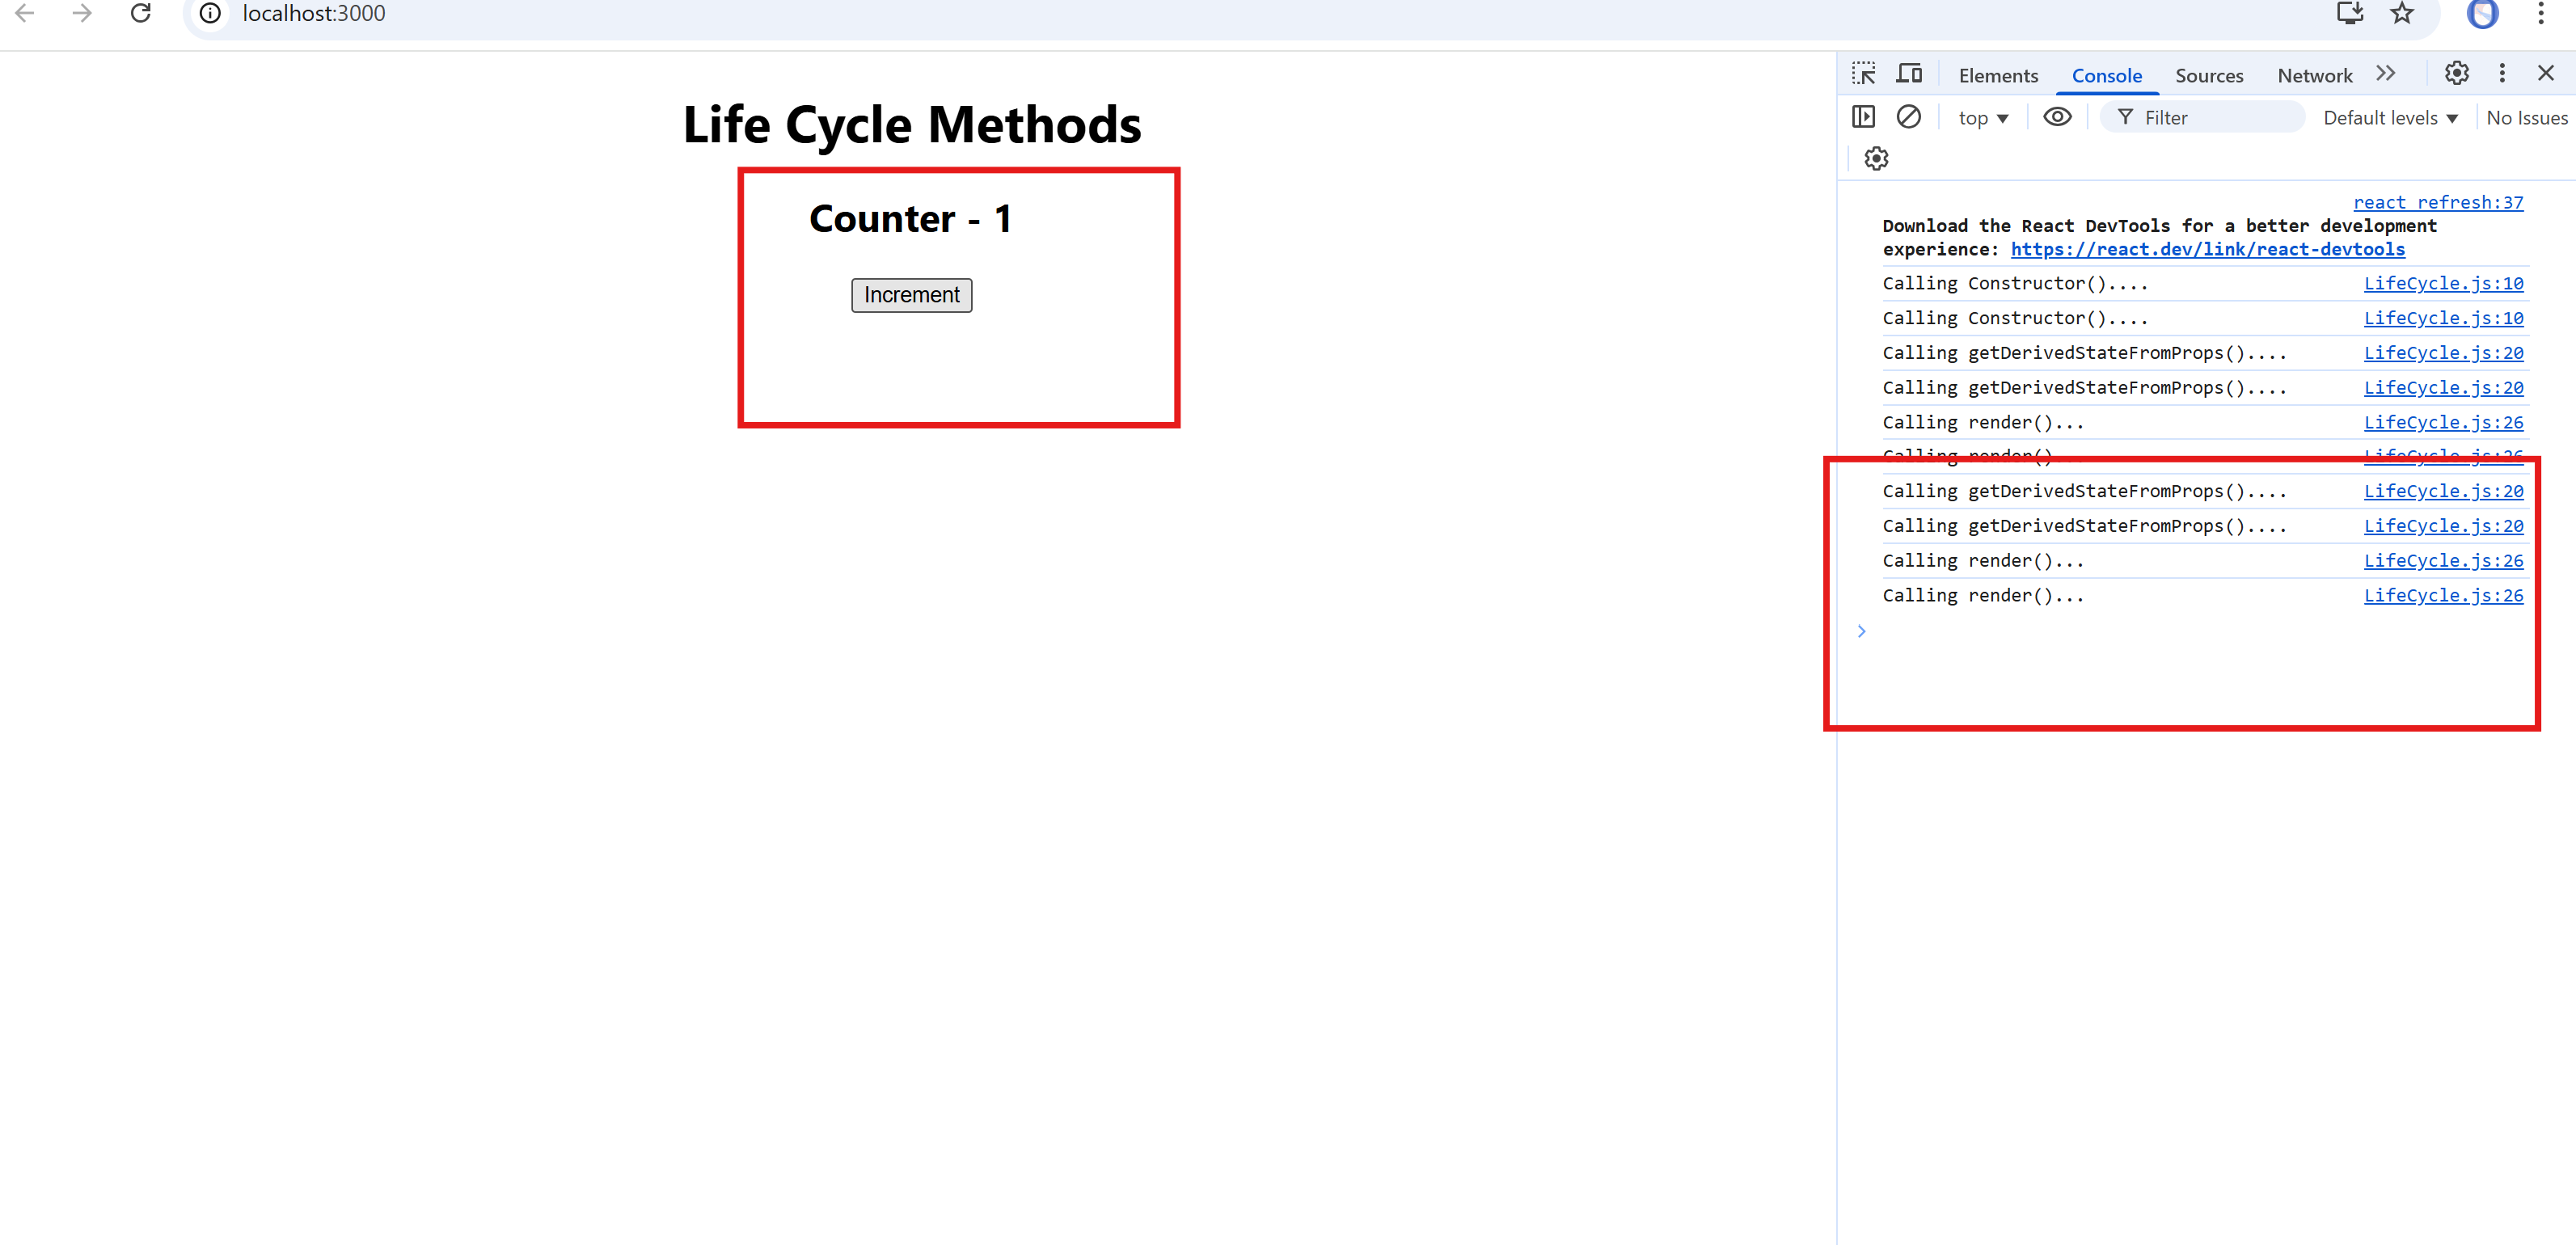 localhost:3000
Life Cycle Methods
Counter - 1
Increment
Elements Console Sources Network
top Filter Default levels No Issues
react refresh:37
Download the React DevTools for a better development
experience: https://react.dev/link/react-devtools
Calling Constructor().... LifeCycle.js:10
Calling Constructor().... LifeCycle.js:10
Calling getDerivedStateFromProps().... LifeCycle.js:20
Calling getDerivedStateFromProps().... LifeCycle.js:20
Calling render()... LifeCycle.js:26
Calling render()... LifeCycle.js:26
Calling getDerivedStateFromProps().... LifeCycle.js:20
Calling getDerivedStateFromProps().... LifeCycle.js:20
Calling render()... LifeCycle.js:26
Calling render()... LifeCycle.js:26